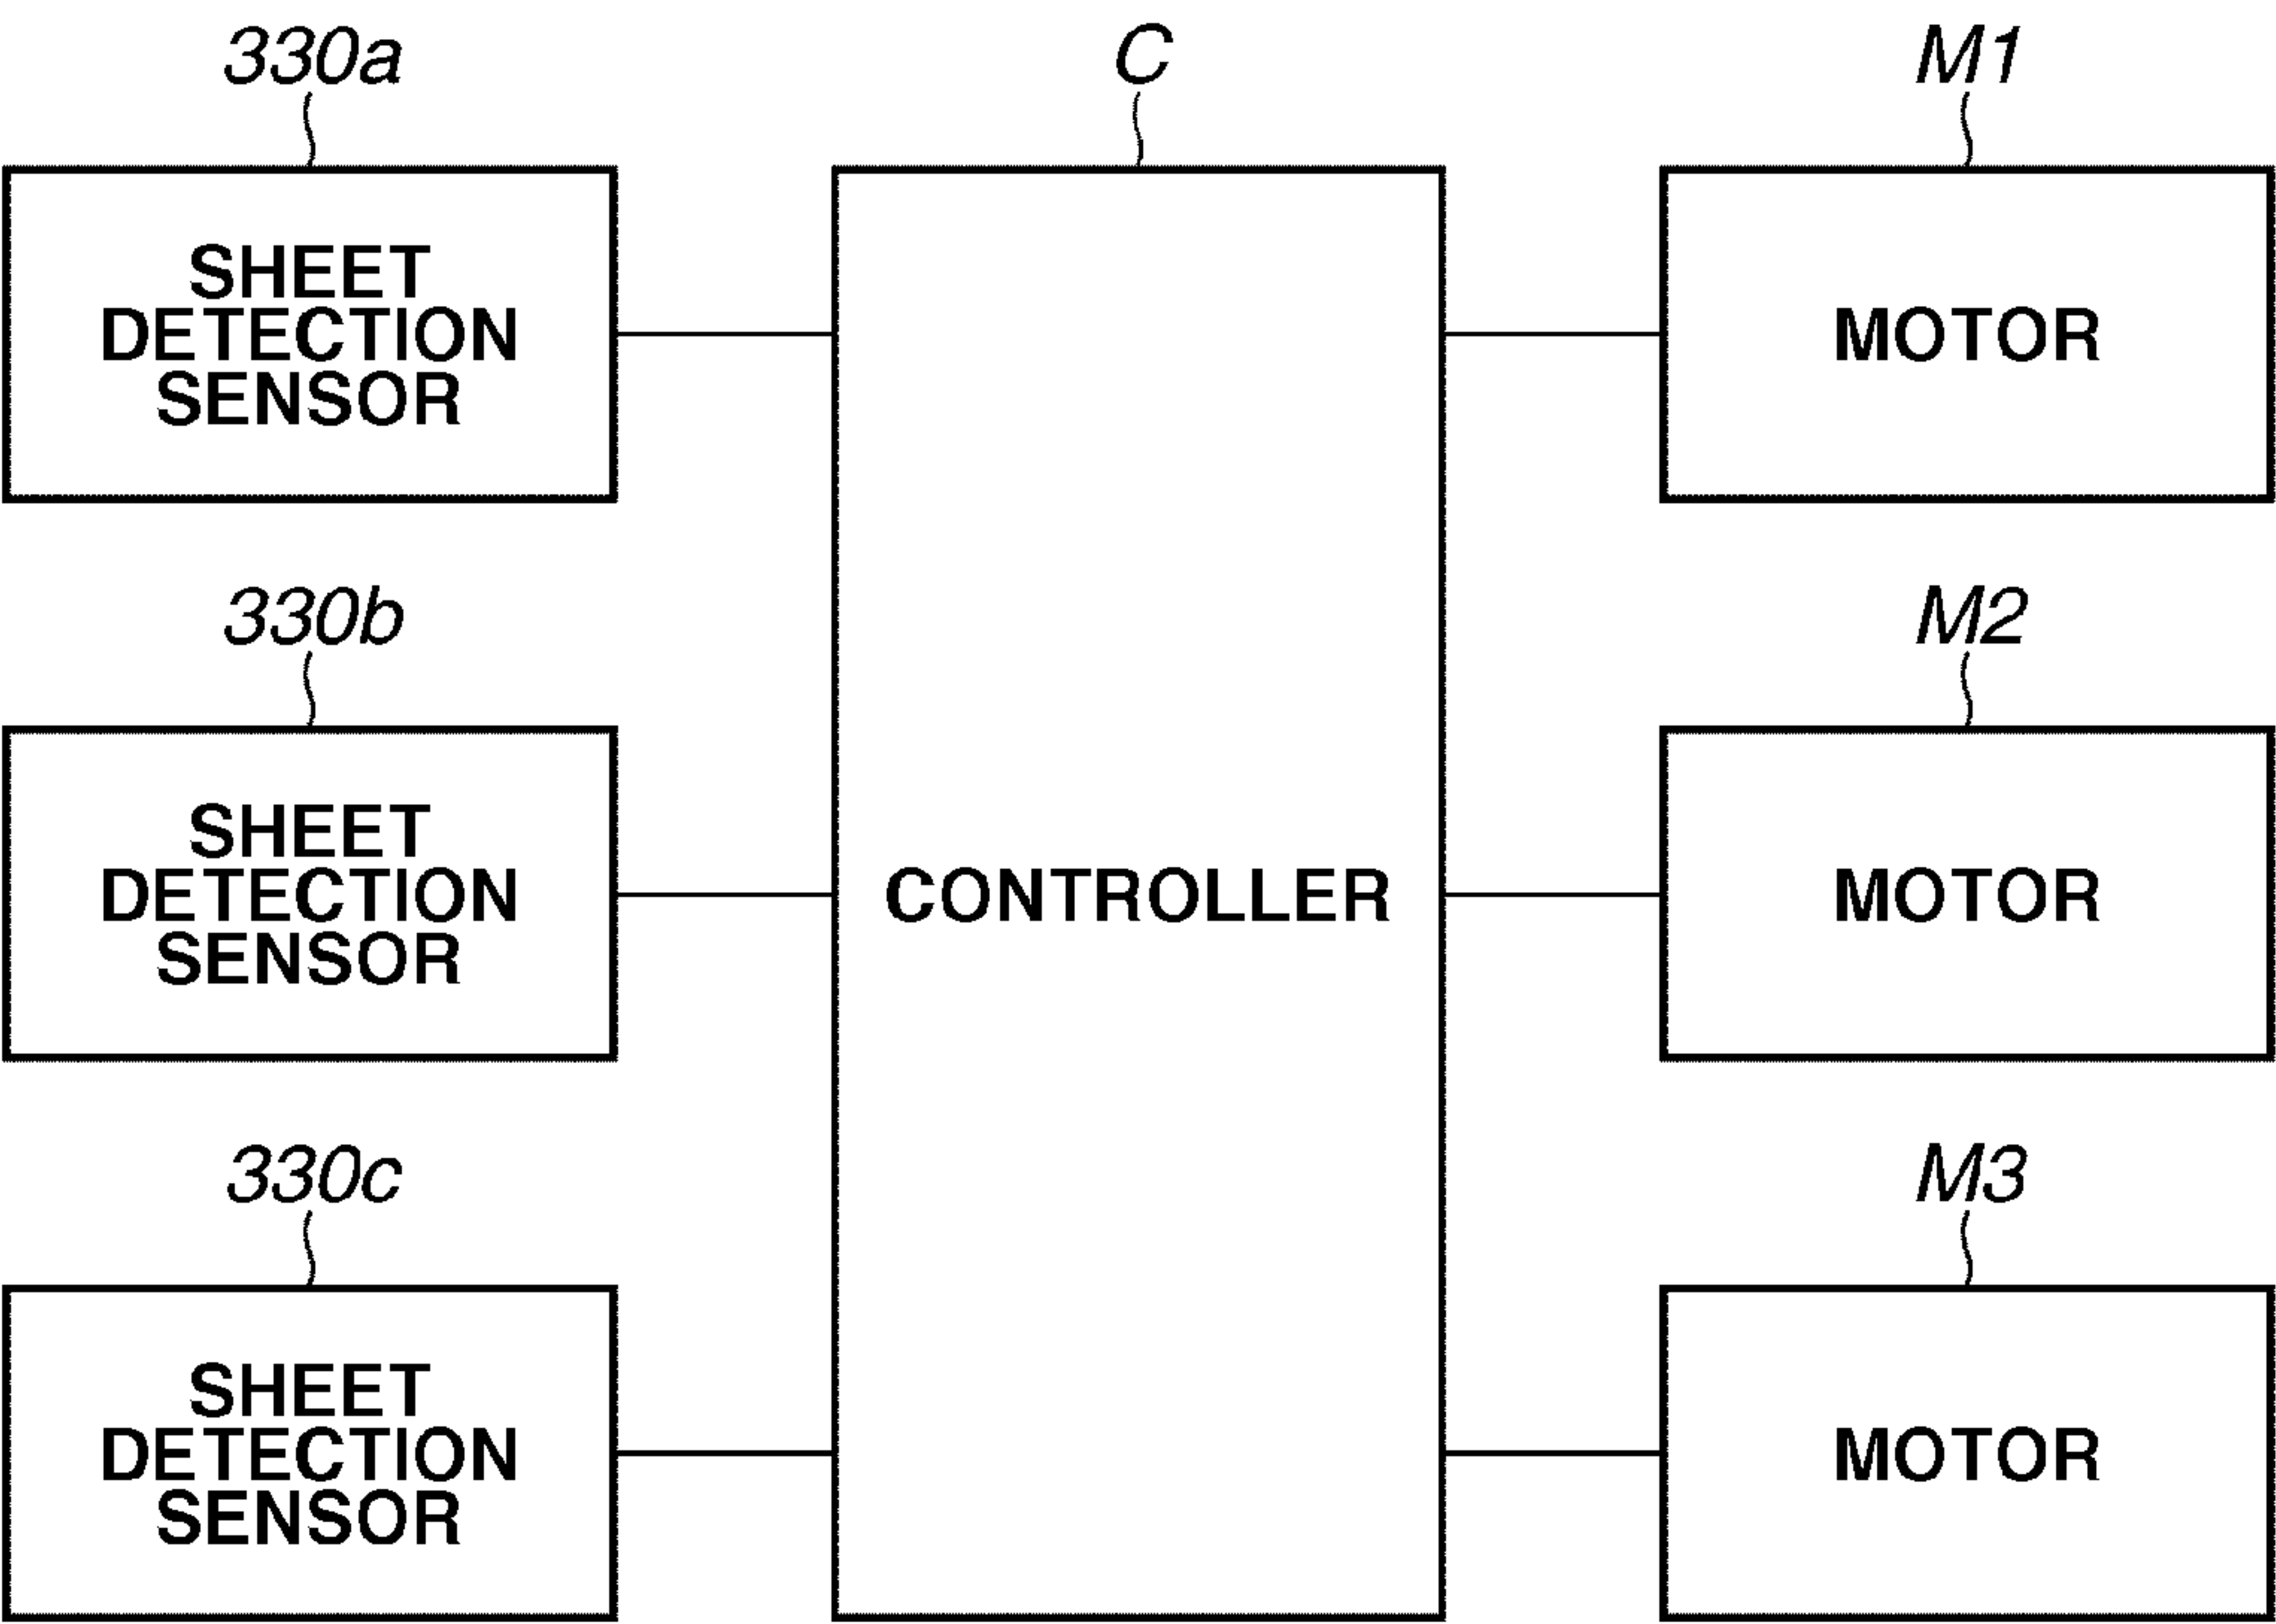 330a
C
M1
SHEET
DETECTION
SENSOR
MOTOR
330b
M2
SHEET
DETECTION
SENSOR
CONTROLLER
MOTOR
330c
M3
SHEET
DETECTION
SENSOR
MOTOR